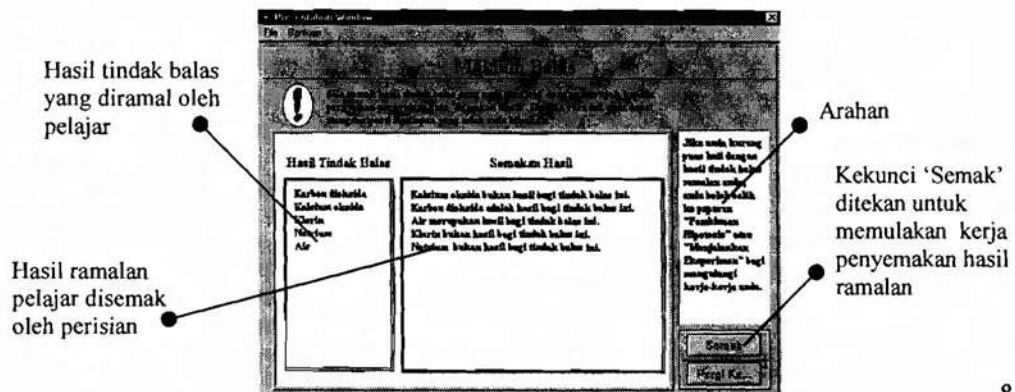 Hasil tindak balas
yang diramal oleh
pelajar
Hasil ramalan
pelajar disemak
oleh perisian
File Bantuan
Hasil Tindak Balas
Karbon dioksida
Kalsium oksida
Klorin
Natrium
Air
Semakan Hasil
Kalsium oksida bukan hasil bagi tindak balas ini.
Karbon dioksida adalah hasil bagi tindak balas ini.
Air merupakan hasil bagi tindak balas ini.
Klorin bukan hasil bagi tindak balas ini.
Natrium bukan hasil bagi tindak balas ini.
Jika anda kurang
puas hati dengan
hasil tindak balas
ramalan anda,
anda boleh balik
ke paparan
"Pembinaan
Hipotesis" atau
"Menjalankan
Eksperimen" bagi
mengulangi
kerja-kerja anda.
Semak
Pergi Ke...
Arahan
Kekunci 'Semak'
ditekan untuk
memulakan kerja
penyemakan hasil
ramalan